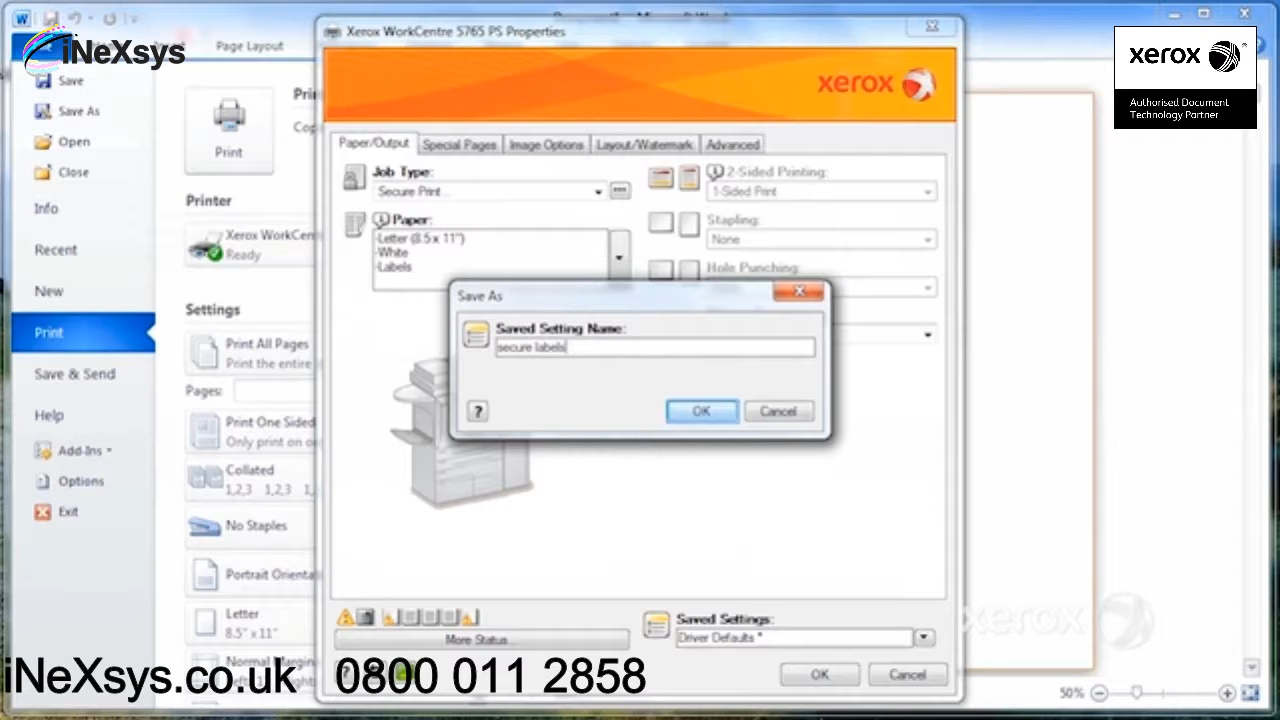 iNeXsys
Page Layout
Save
Save As
Open
Close
Info
Recent
New
Print
Save & Send
Help
Add-Ins
Options
Exit
Print
Printer
Xerox WorkCen
Ready
Settings
Print All Pages
Print the entire
Pages:
Print One Sided
Only print on o
Collated
1,2,3 1,2,3 1,
No Staples
Portrait Orienta
Letter
8.5" x 11"
Normal Margin
Xerox WorkCentre 5765 PS Properties
xerox
Paper/Output
Special Pages
Image Options
Layout/Watermark
Advanced
Job Type:
Secure Print...
Paper:
-Letter (8.5 x 11")
-White
-Labels
2-Sided Printing:
1-Sided Print
Stapling:
None
Hole Punching:
Save As
Saved Setting Name:
secure labels
?
OK
Cancel
More Status...
Saved Settings:
Driver Defaults *
OK
Cancel
xerox
Authorised Document
Technology Partner
xerox
50%
iNeXsys.co.uk 0800 011 2858